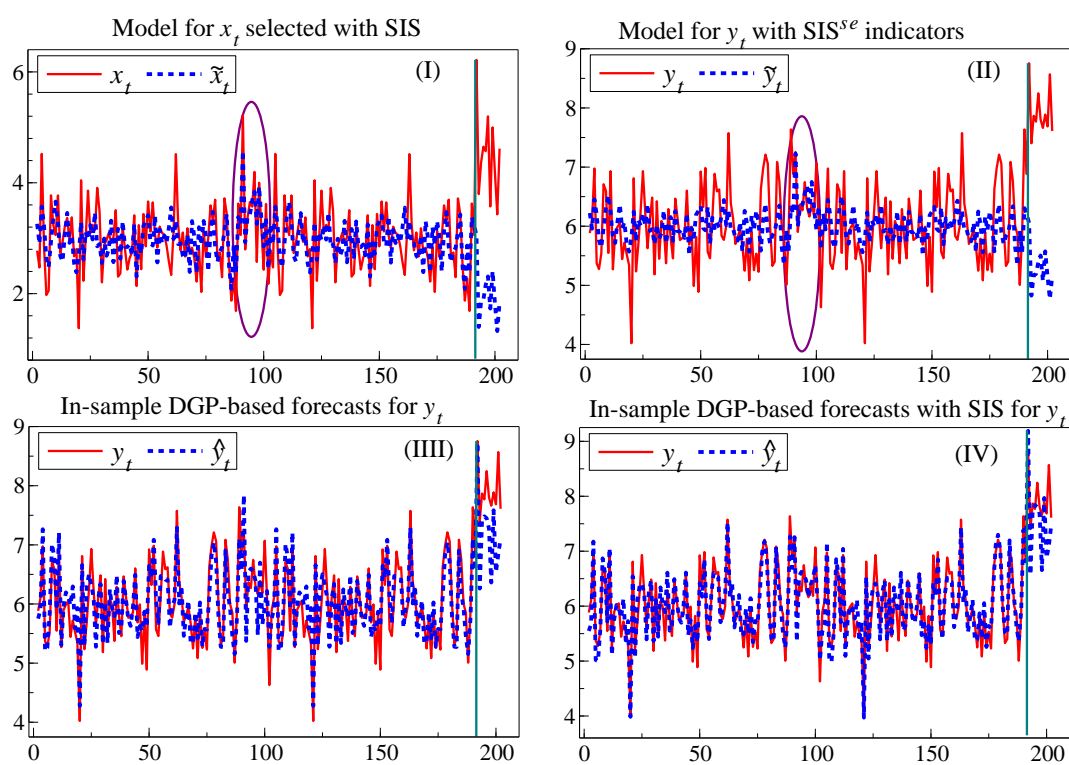 Model for x_t selected with SIS
x_t x̃_t (I)
6
4
2
0 50 100 150 200
Model for y_t with SIS^se indicators
y_t ỹ_t (II)
9
8
7
6
5
4
0 50 100 150 200
In-sample DGP-based forecasts for y_t
y_t ŷ_t (IIII)
9
8
7
6
5
4
0 50 100 150 200
In-sample DGP-based forecasts with SIS for y_t
y_t ŷ_t (IV)
9
8
7
6
5
4
0 50 100 150 200